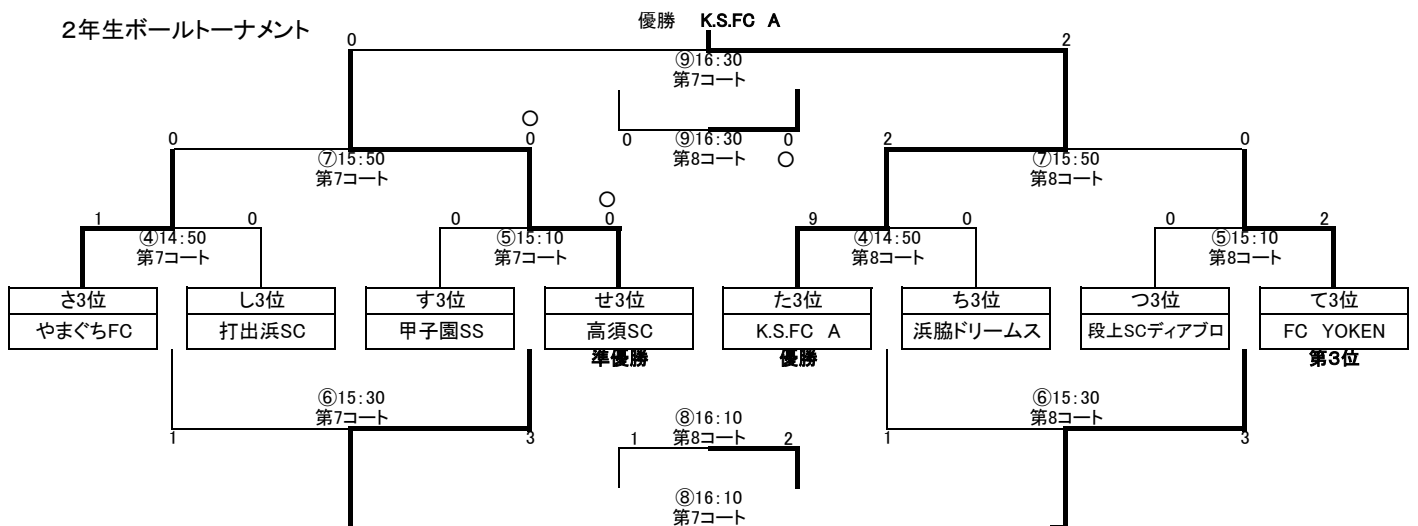 優勝 K.S.FC A
2年生ボールトーナメント
0 2
⑨16:30
第7コート
○
0 0 0 ⑨16:30 0 2 0
第8コート ○
⑦15:50 ⑦15:50
第7コート 第8コート
○
1 0 0 0 9 0 0 2
④14:50 ⑤15:10 ④14:50 ⑤15:10
第7コート 第7コート 第8コート 第8コート
さ3位 し3位 す3位 せ3位 た3位 ち3位 つ3位 て3位
やまぐちFC 打出浜SC 甲子園SS 高須SC K.S.FC A 浜脇ドリームス 段上SCディアブロ FC YOKEN
準優勝 優勝 第3位
⑥15:30 ⑥15:30
第7コート 第8コート
⑧16:10
1 3 1 第8コート 2 1 3
⑧16:10
第7コート